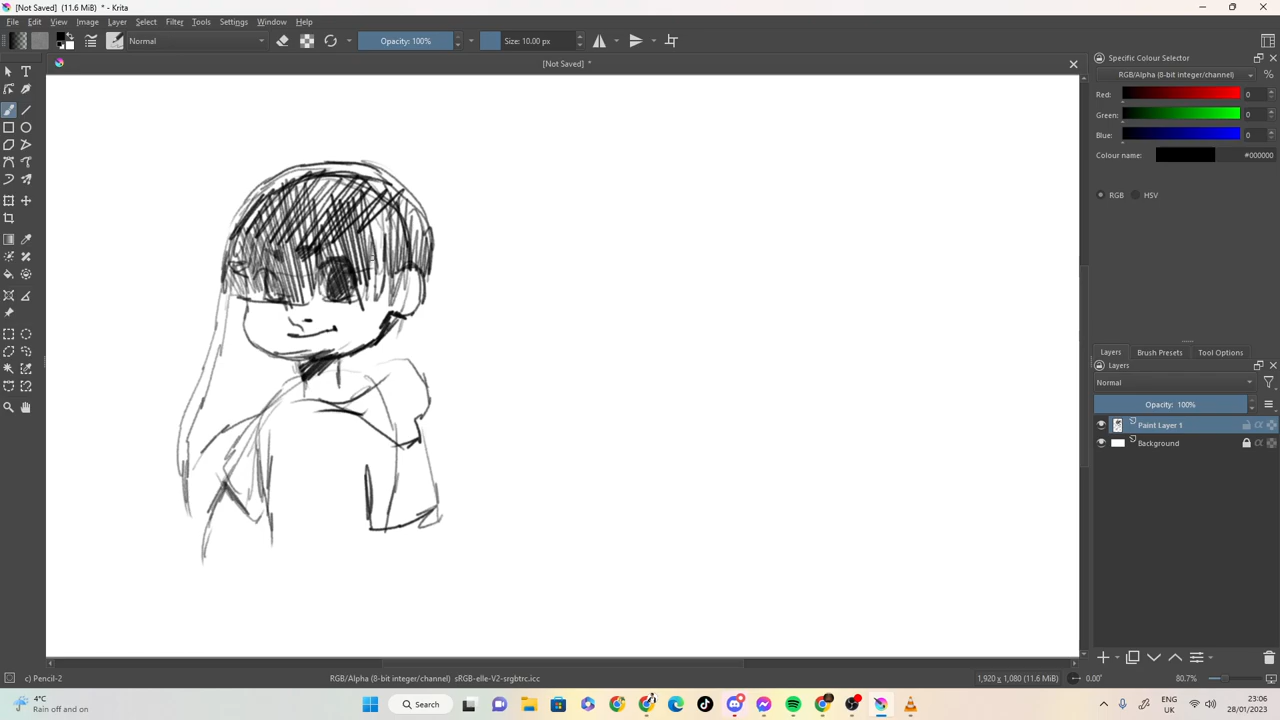 [Not Saved] (11.6 MiB) * - Krita
File Edit View Image Layer Select Filter Tools Settings Window Help
Normal Opacity: 100% Size: 10.00 px
[Not Saved] *
Specific Colour Selector
RGB/Alpha (8-bit integer/channel) %
Red: 0
Green: 0
Blue: 0
Colour name: #000000
RGB HSV
Layers Brush Presets Tool Options
Layers
Normal
Opacity: 100%
Paint Layer 1
Background
c) Pencil-2 RGB/Alpha (8-bit integer/channel) sRGB-elle-V2-srgbtrc.icc 1,920 x 1,080 (11.6 MiB) 0.00° 80.7%
4°C
Rain off and on
Search
ENG
UK
23:06
28/01/2023